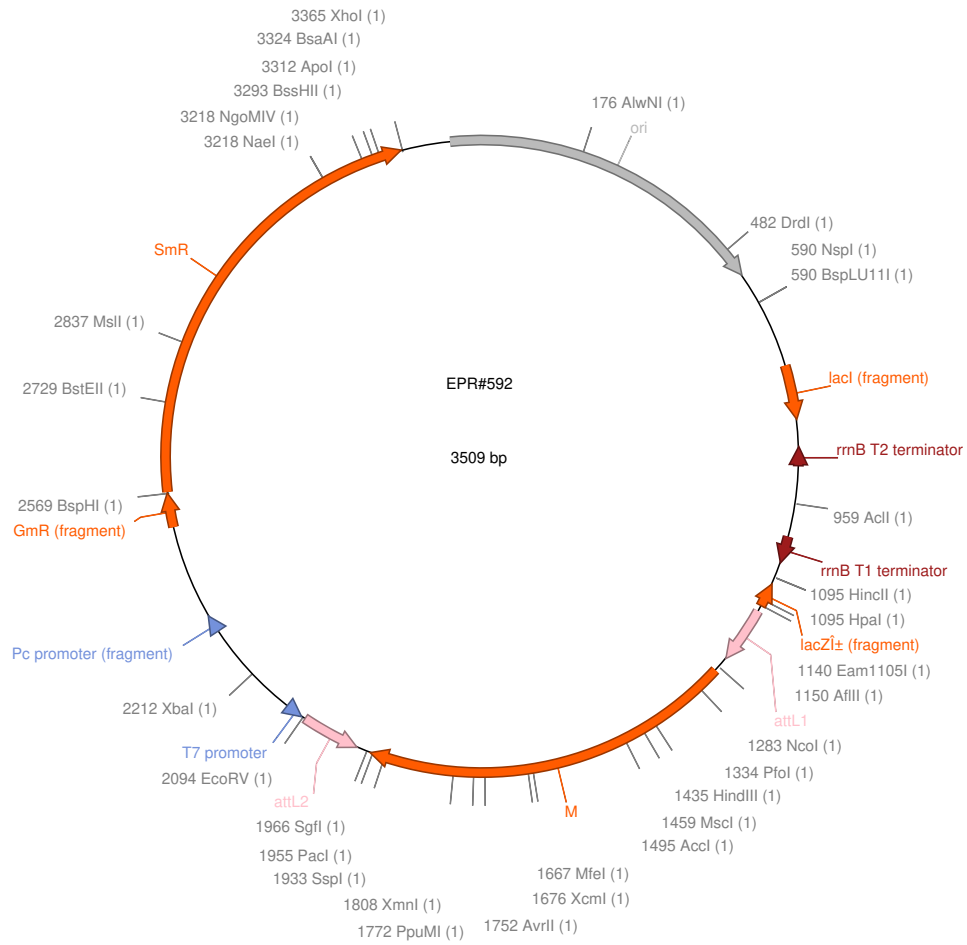 3365 XhoI (1)
3324 BsaAI (1)
3312 ApoI (1)
3293 BssHII (1)
3218 NgoMIV (1)
3218 NaeI (1)
176 AlwNI (1)
ori
482 DrdI (1)
590 NspI (1)
590 BspLU11I (1)
SmR
2837 MslI (1)
2729 BstEII (1)
EPR#592
3509 bp
lacI (fragment)
rrnB T2 terminator
2569 BspHI (1)
GmR (fragment)
959 AclI (1)
rrnB T1 terminator
1095 HincII (1)
1095 HpaI (1)
lacZÎ± (fragment)
1140 Eam1105I (1)
1150 AflII (1)
attL1
1283 NcoI (1)
1334 PfoI (1)
1435 HindIII (1)
1459 MscI (1)
1495 AccI (1)
Pc promoter (fragment)
2212 XbaI (1)
T7 promoter
2094 EcoRV (1)
attL2
1966 SgfI (1)
1955 PacI (1)
1933 SspI (1)
1808 XmnI (1)
1772 PpuMI (1)
M
1667 MfeI (1)
1676 XcmI (1)
1752 AvrII (1)